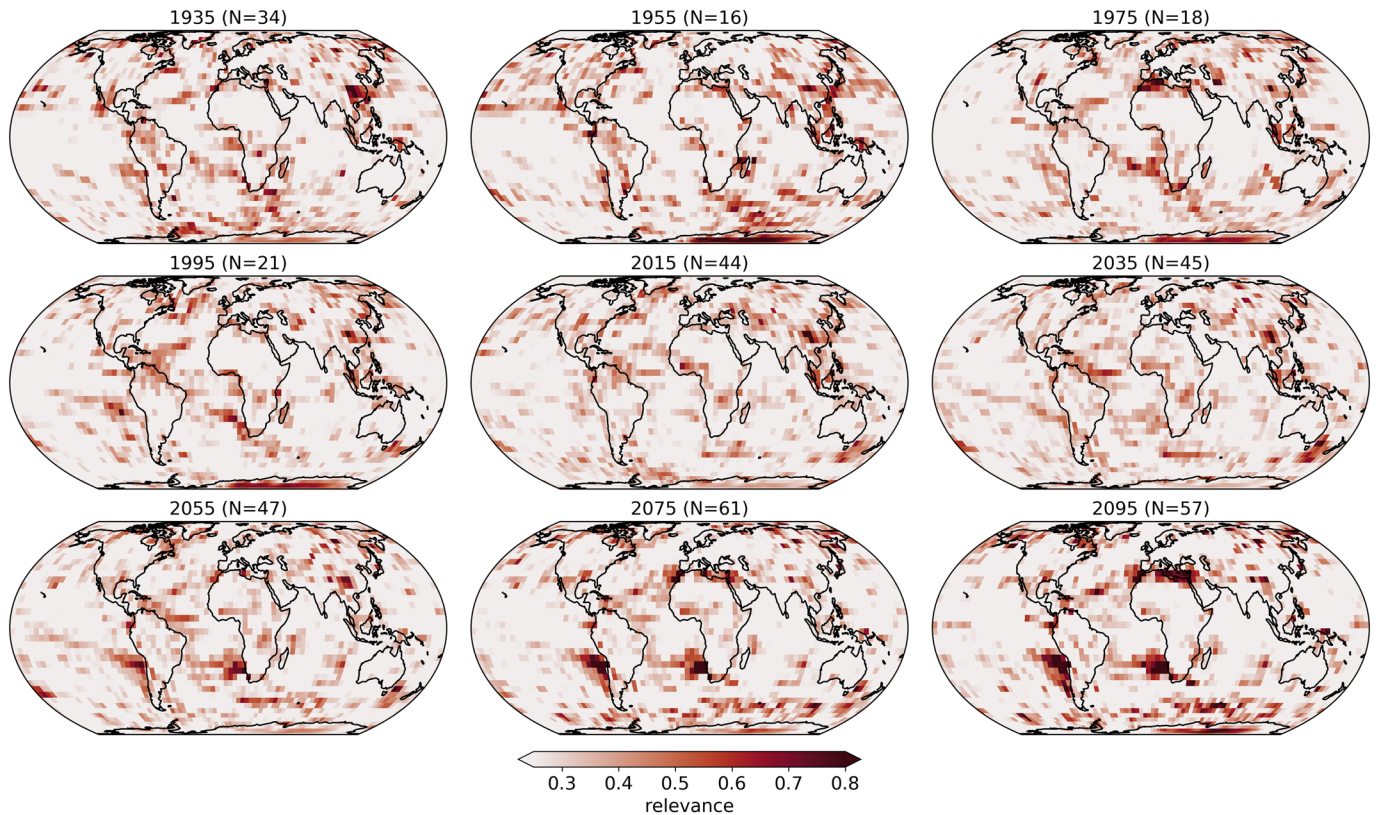 1935 (N=34)
1955 (N=16)
1975 (N=18)
1995 (N=21)
2015 (N=44)
2035 (N=45)
2055 (N=47)
2075 (N=61)
2095 (N=57)
0.3 0.4 0.5 0.6 0.7 0.8
relevance